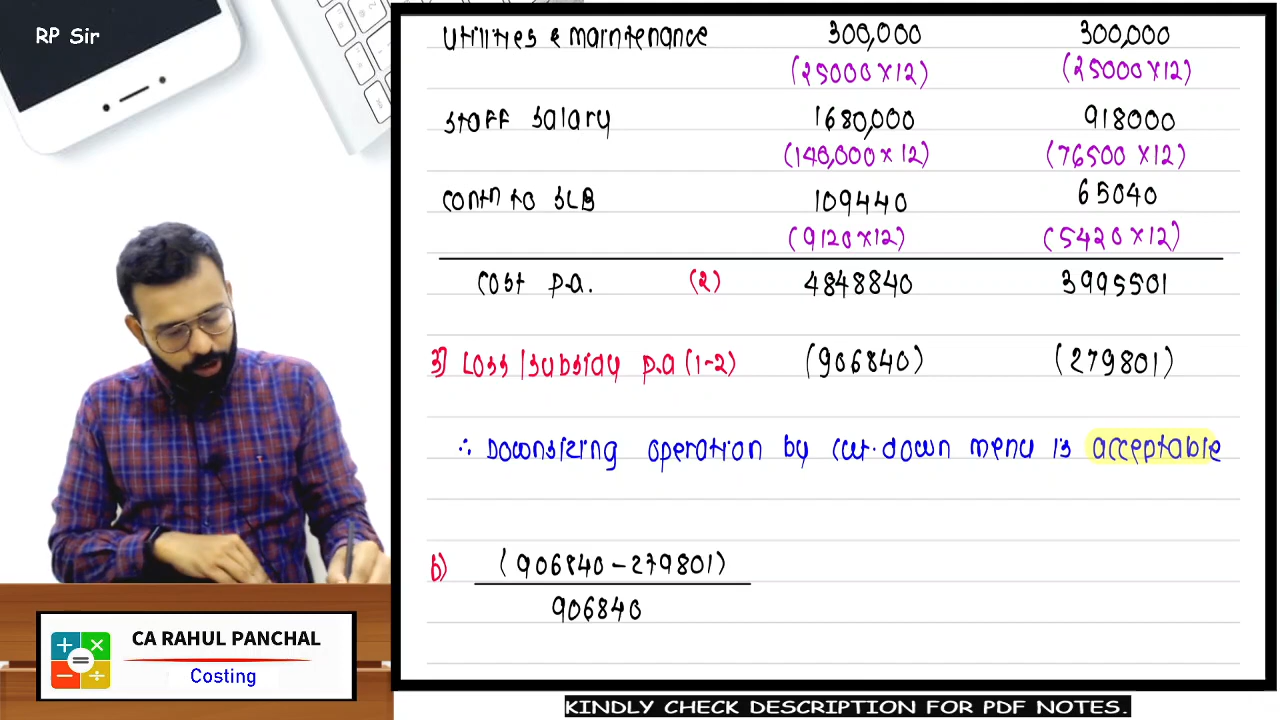 RP Sir
Utilities & maintenance 300,000 300,000
(25000×12) (25000×12)
Staff Salary 1680,000 918000
(140,000×12) (76500×12)
Contn to SLB 109440 65040
(9120×12) (5420×12)
Cost p.a. (2) 4848840 3995501
3) Loss/Subsidy p.a (1-2) (906840) (279801)
∴ Downsizing operation by cut-down menu is acceptable
b) (906840-279801)
906840
CA RAHUL PANCHAL
Costing
KINDLY CHECK DESCRIPTION FOR PDF NOTES.